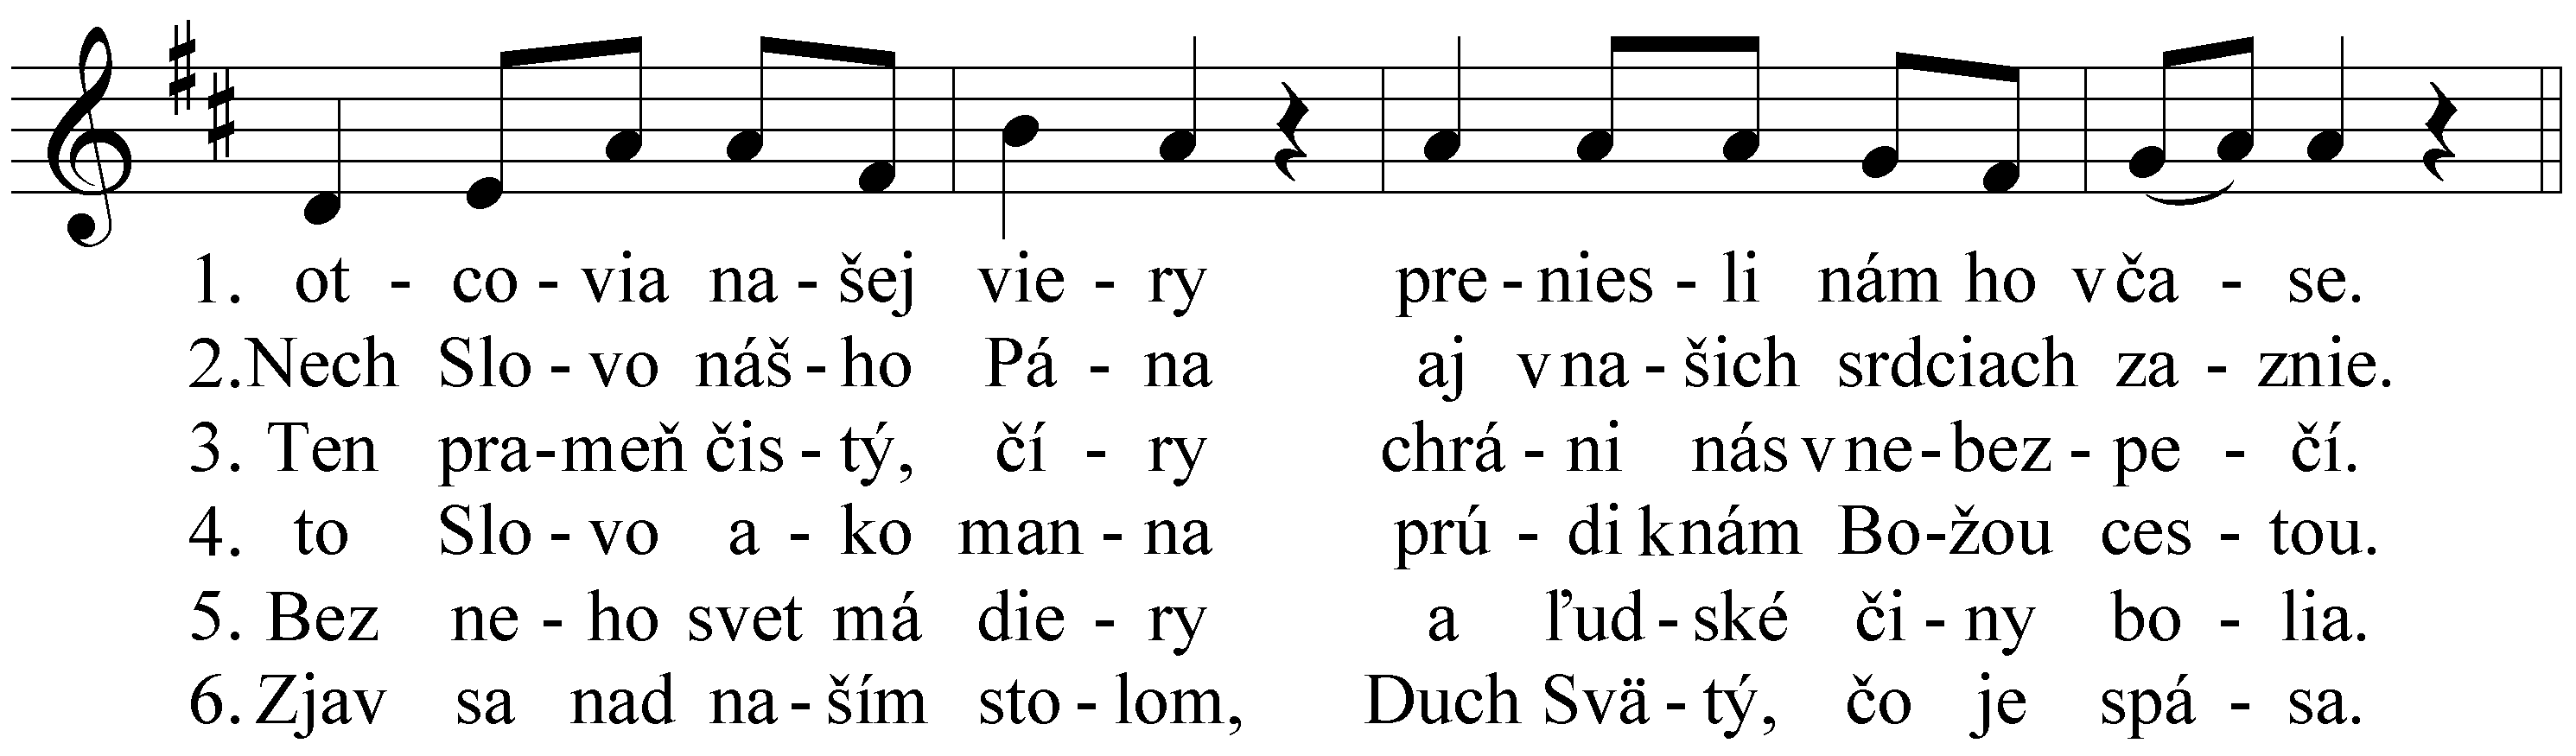 1. ot - co - via na - šej vie - ry pre - nies - li nám ho v ča - se.
2. Nech Slo - vo náš - ho Pá - na aj v na - šich srdciach za - znie.
3. Ten pra-meň čis - tý, čí - ry chrá - ni nás v ne - bez - pe - čí.
4. to Slo - vo a - ko man - na prú - di k nám Bo-žou ces - tou.
5. Bez ne - ho svet má die - ry a ľud - ské či - ny bo - lia.
6. Zjav sa nad na - ším sto - lom, Duch Svä - tý, čo je spá - sa.